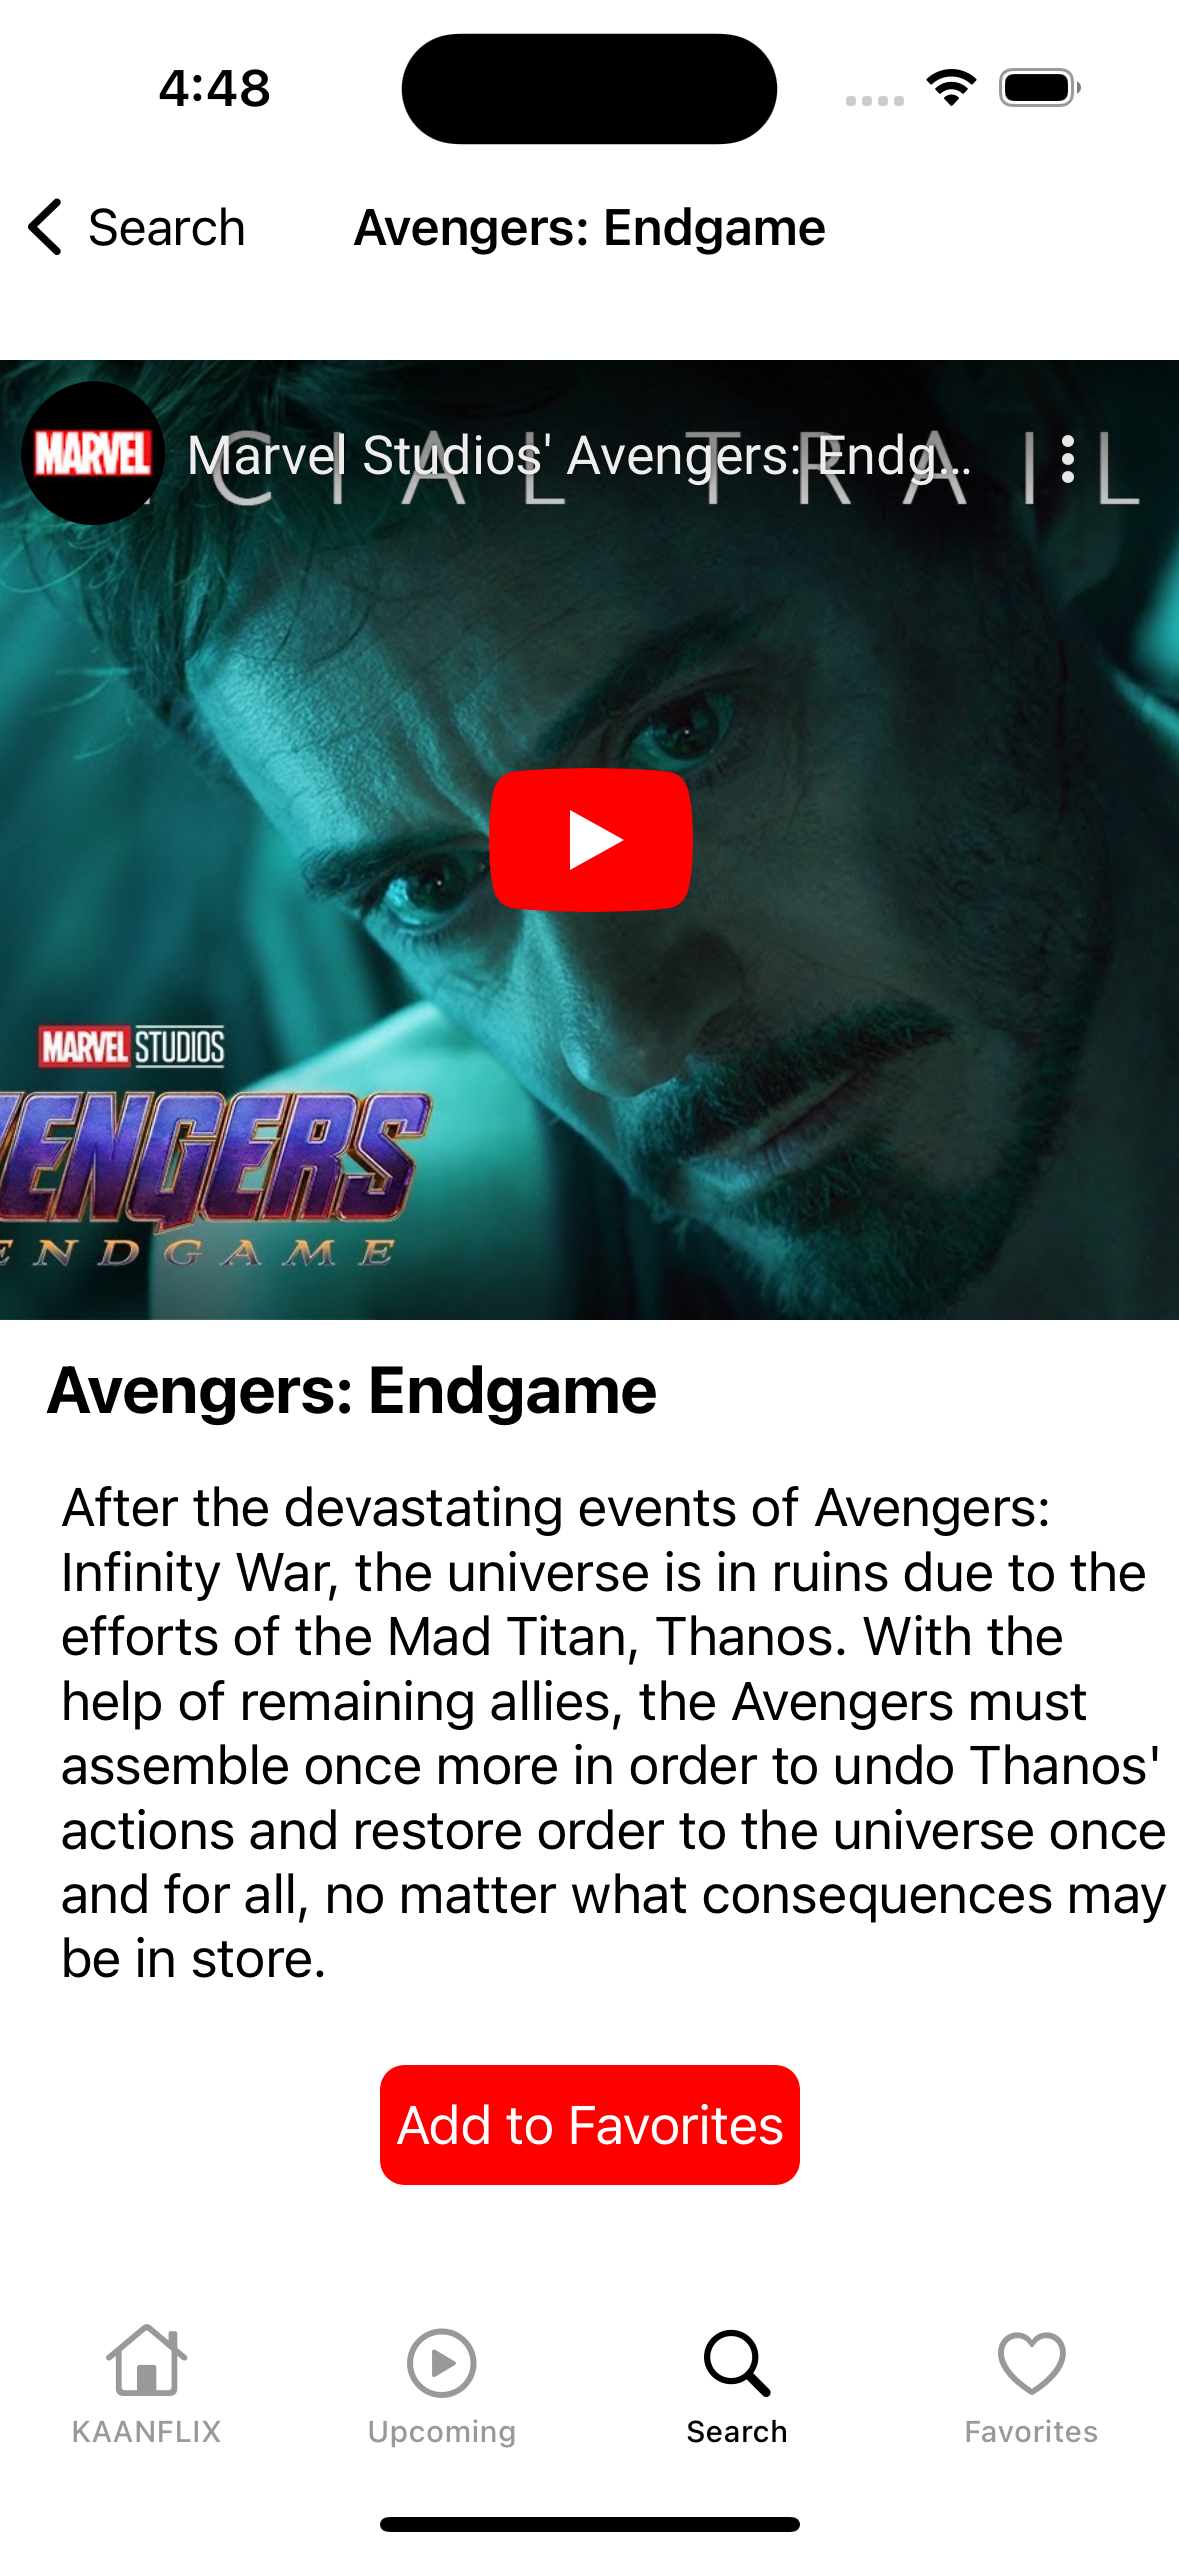 4:48
Search
Avengers: Endgame
MARVEL
Marvel Studios' Avengers: Endg...
CIAL TRAIL
MARVEL STUDIOS
VENGERS
ENDGAME
Avengers: Endgame
After the devastating events of Avengers:
Infinity War, the universe is in ruins due to the
efforts of the Mad Titan, Thanos. With the
help of remaining allies, the Avengers must
assemble once more in order to undo Thanos'
actions and restore order to the universe once
and for all, no matter what consequences may
be in store.
Add to Favorites
KAANFLIX
Upcoming
Search
Favorites